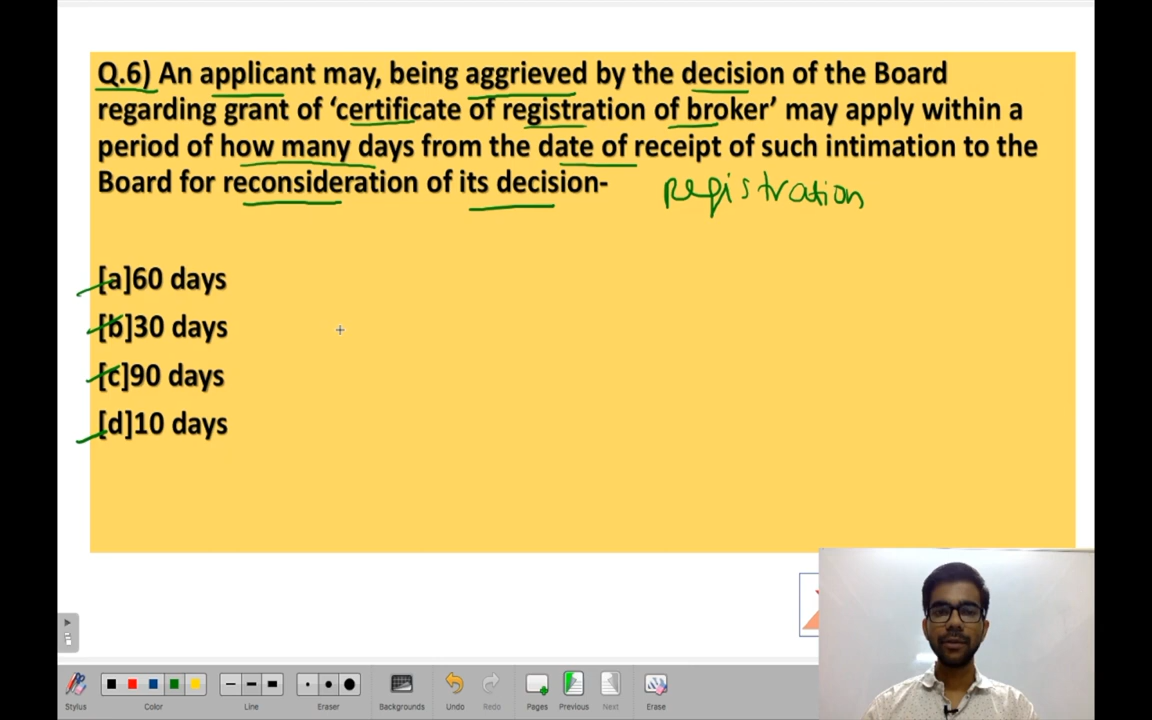 Q.6) An applicant may, being aggrieved by the decision of the Board
regarding grant of ‘certificate of registration of broker’ may apply within a
period of how many days from the date of receipt of such intimation to the
Board for reconsideration of its decision-
Registration
[a]60 days
[b]30 days
[c]90 days
[d]10 days
Stylus
Color
Line
Eraser
Backgrounds
Undo
Redo
Pages
Previous
Next
Erase